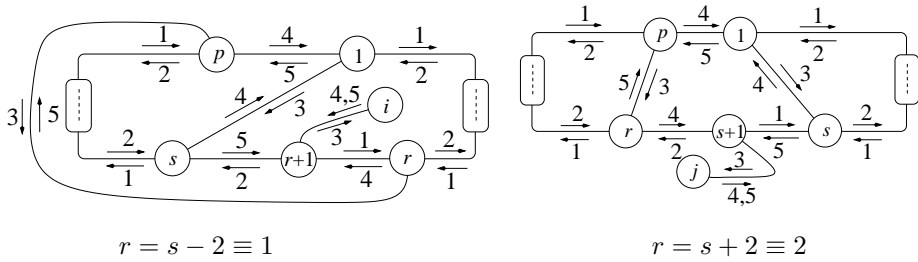 1 4 1 1 4 1
p 1 p 1
2 5 2 2 5 2
3 5 4 3 4,5 i 3 5 3 4 3
2 5 1 2 2 4 1 2
s r+1 r r s+1 s
1 2 4 1 1 2 5 1
j 3
4,5
r = s − 2 ≡ 1 r = s + 2 ≡ 2